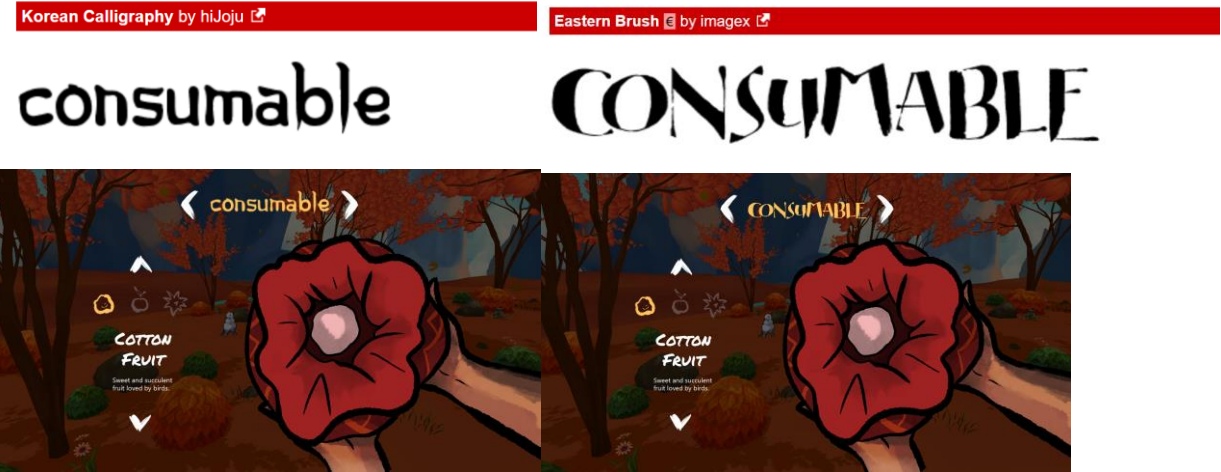 Korean Calligraphy by hiJoju
consumable
consumable
COTTON
FRUIT
Sweet and succulent
fruit loved by birds.
Eastern Brush € by imagex
CONSUMABLE
CONSUMABLE
COTTON
FRUIT
Sweet and succulent
fruit loved by birds.